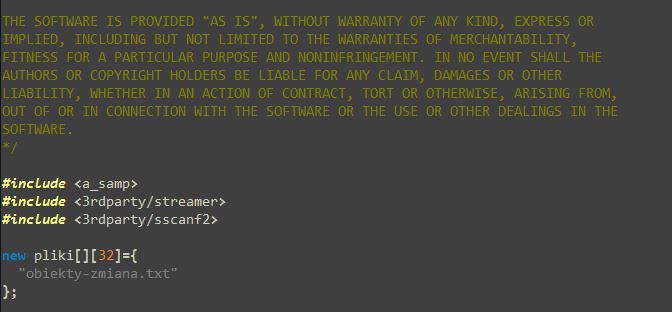 THE SOFTWARE IS PROVIDED "AS IS", WITHOUT WARRANTY OF ANY KIND, EXPRESS OR
IMPLIED, INCLUDING BUT NOT LIMITED TO THE WARRANTIES OF MERCHANTABILITY,
FITNESS FOR A PARTICULAR PURPOSE AND NONINFRINGEMENT. IN NO EVENT SHALL THE
AUTHORS OR COPYRIGHT HOLDERS BE LIABLE FOR ANY CLAIM, DAMAGES OR OTHER
LIABILITY, WHETHER IN AN ACTION OF CONTRACT, TORT OR OTHERWISE, ARISING FROM,
OUT OF OR IN CONNECTION WITH THE SOFTWARE OR THE USE OR OTHER DEALINGS IN THE
SOFTWARE.
*/
#include <a_samp>
#include <3rdparty/streamer>
#include <3rdparty/sscanf2>
new pliki[][32]={
"obiekty-zmiana.txt"
};